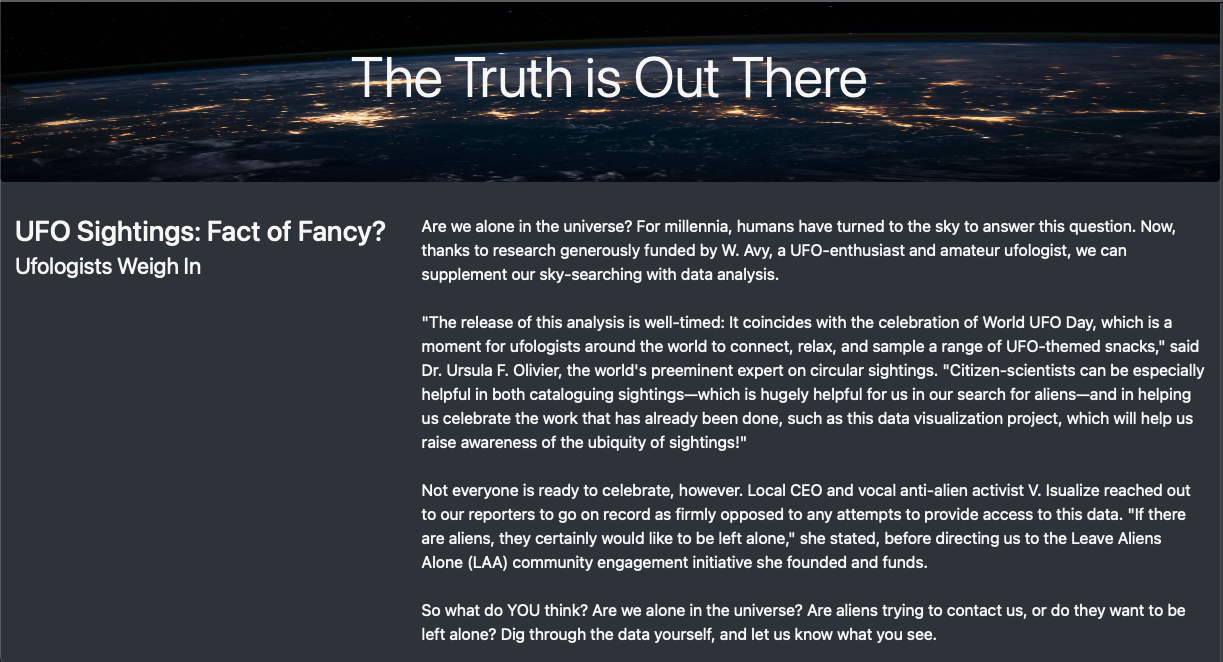 The Truth is Out There
UFO Sightings: Fact of Fancy?
Ufologists Weigh In
Are we alone in the universe? For millennia, humans have turned to the sky to answer this question. Now,
thanks to research generously funded by W. Avy, a UFO-enthusiast and amateur ufologist, we can
supplement our sky-searching with data analysis.
"The release of this analysis is well-timed: It coincides with the celebration of World UFO Day, which is a
moment for ufologists around the world to connect, relax, and sample a range of UFO-themed snacks," said
Dr. Ursula F. Olivier, the world's preeminent expert on circular sightings. "Citizen-scientists can be especially
helpful in both cataloguing sightings—which is hugely helpful for us in our search for aliens—and in helping
us celebrate the work that has already been done, such as this data visualization project, which will help us
raise awareness of the ubiquity of sightings!"
Not everyone is ready to celebrate, however. Local CEO and vocal anti-alien activist V. Isualize reached out
to our reporters to go on record as firmly opposed to any attempts to provide access to this data. "If there
are aliens, they certainly would like to be left alone," she stated, before directing us to the Leave Aliens
Alone (LAA) community engagement initiative she founded and funds.
So what do YOU think? Are we alone in the universe? Are aliens trying to contact us, or do they want to be
left alone? Dig through the data yourself, and let us know what you see.